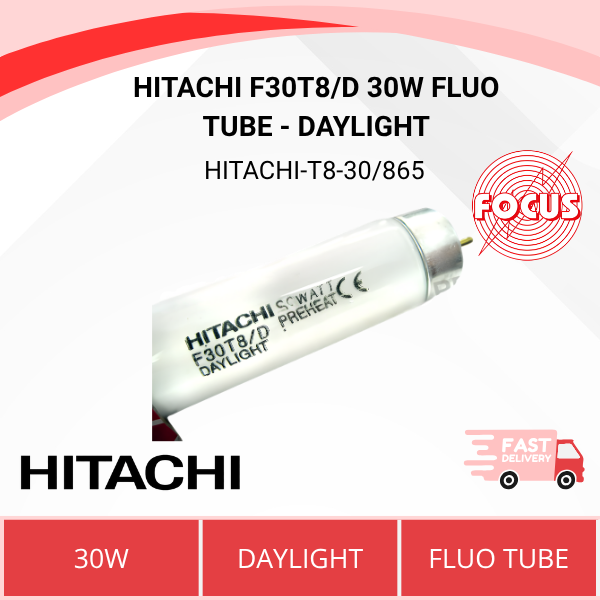 HITACHI F30T8/D 30W FLUO
TUBE - DAYLIGHT
HITACHI-T8-30/865
FOCUS
HITACHI
F30T8/D
DAYLIGHT
PREHEAT
CE
HITACHI
FAST
DELIVERY
30W
DAYLIGHT
FLUO TUBE